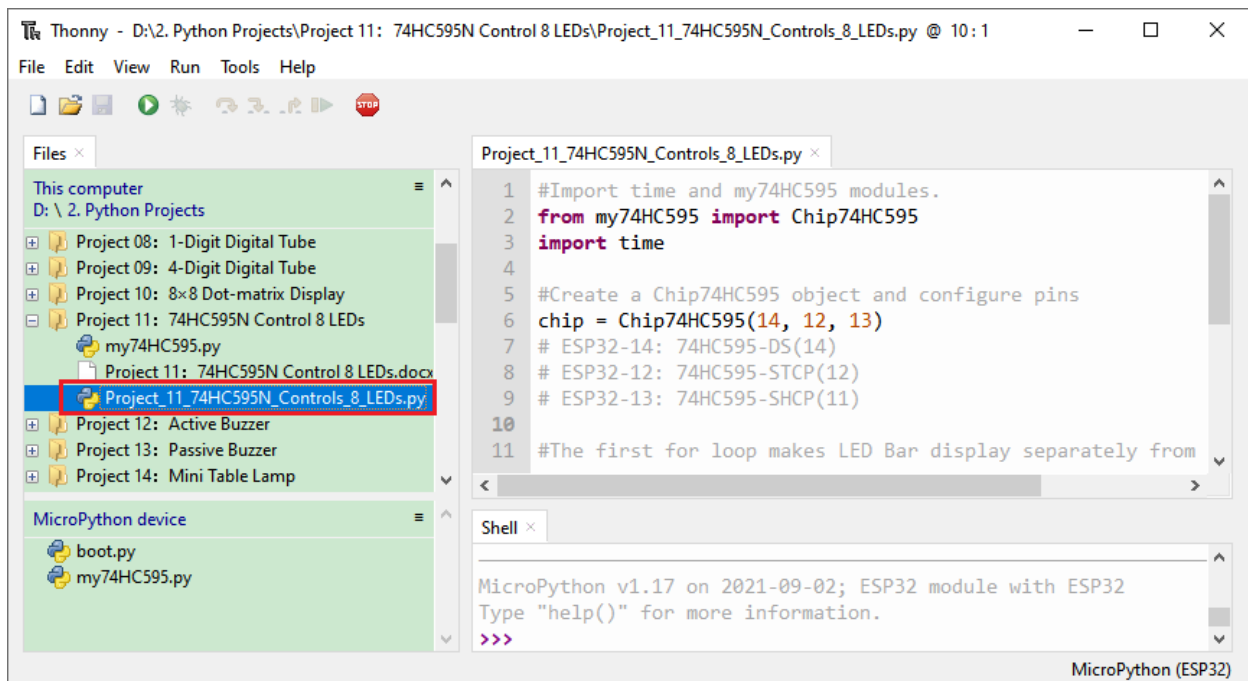 Thonny - D:\2. Python Projects\Project 11：74HC595N Control 8 LEDs\Project_11_74HC595N_Controls_8_LEDs.py @ 10 : 1
File Edit View Run Tools Help
STOP
Files ×
This computer
D: \ 2. Python Projects
Project 08：1-Digit Digital Tube
Project 09：4-Digit Digital Tube
Project 10：8×8 Dot-matrix Display
Project 11：74HC595N Control 8 LEDs
my74HC595.py
Project 11：74HC595N Control 8 LEDs.docx
Project_11_74HC595N_Controls_8_LEDs.py
Project 12：Active Buzzer
Project 13：Passive Buzzer
Project 14：Mini Table Lamp
MicroPython device
boot.py
my74HC595.py
Project_11_74HC595N_Controls_8_LEDs.py ×
1 #Import time and my74HC595 modules.
2 from my74HC595 import Chip74HC595
3 import time
4
5 #Create a Chip74HC595 object and configure pins
6 chip = Chip74HC595(14, 12, 13)
7 # ESP32-14: 74HC595-DS(14)
8 # ESP32-12: 74HC595-STCP(12)
9 # ESP32-13: 74HC595-SHCP(11)
10
11 #The first for loop makes LED Bar display separately from
Shell ×
MicroPython v1.17 on 2021-09-02; ESP32 module with ESP32
Type "help()" for more information.
>>>
MicroPython (ESP32)